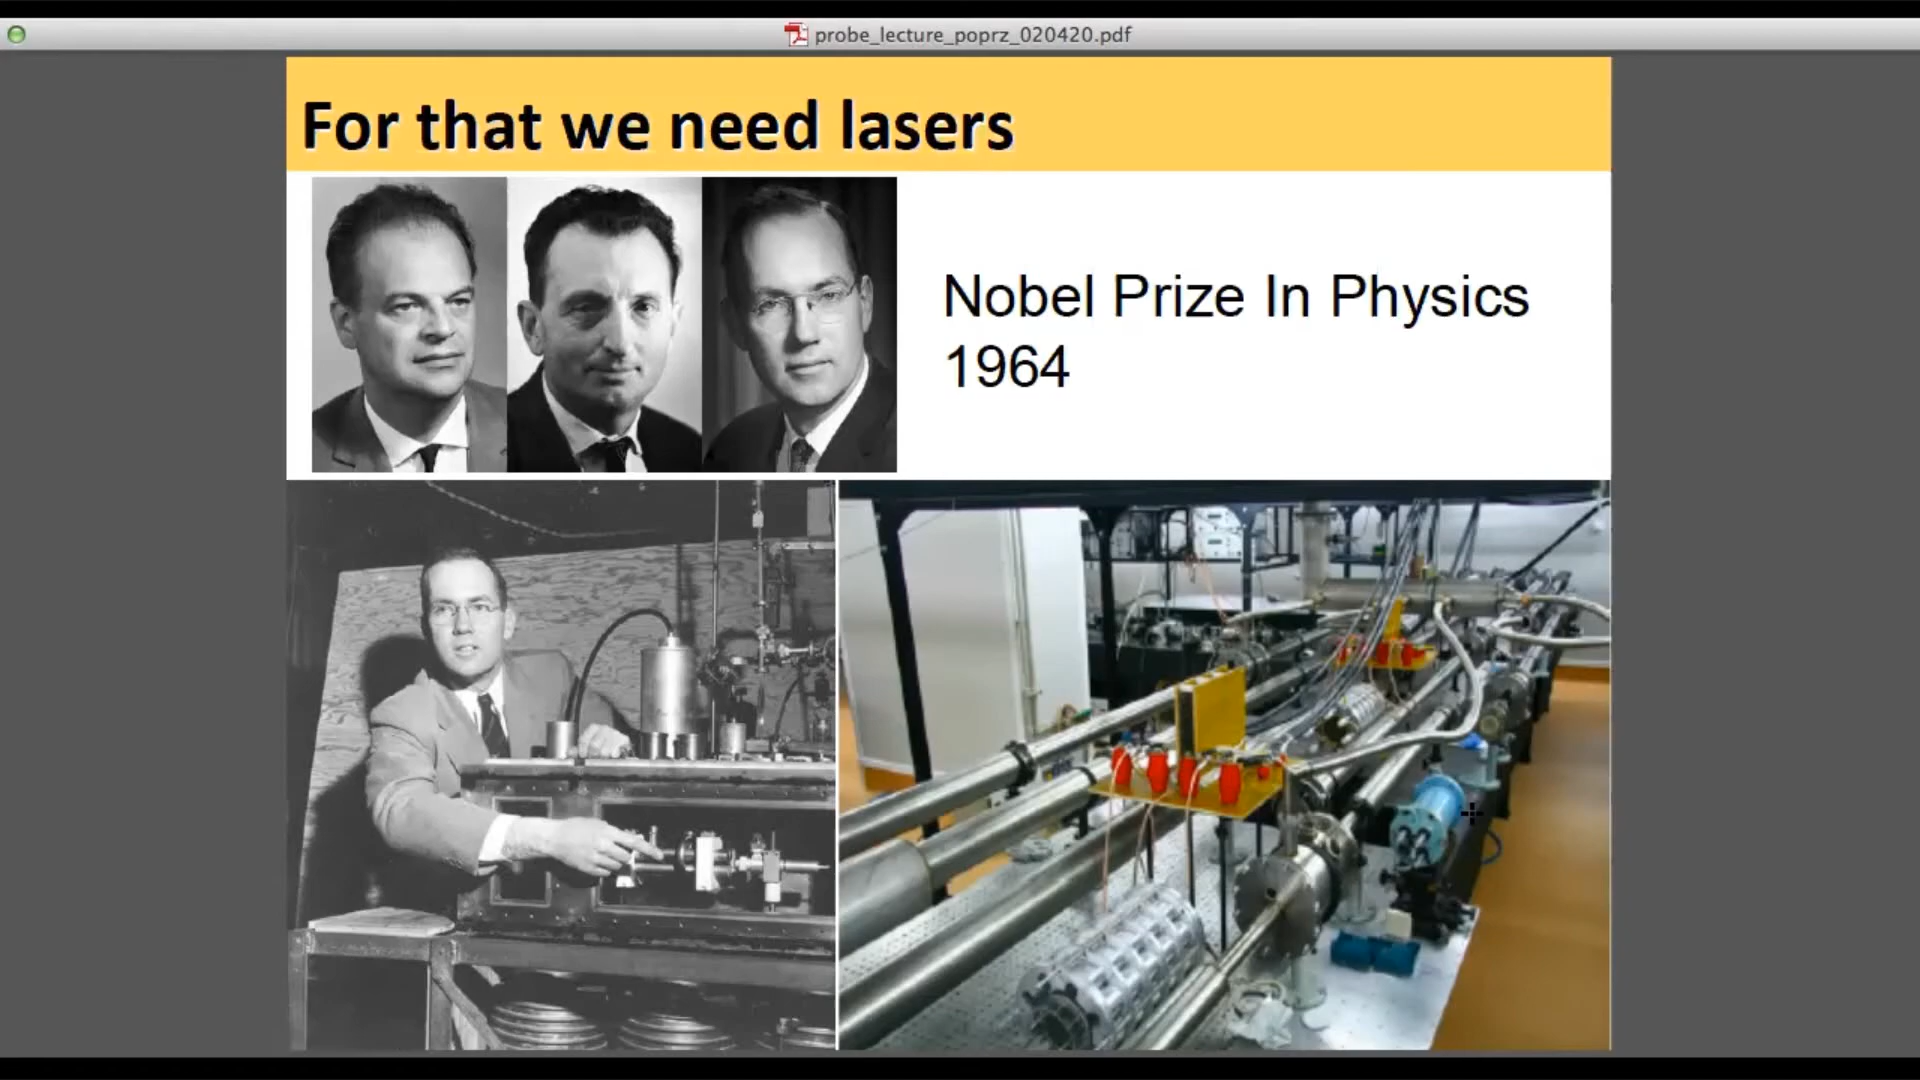 probe_lecture_poprz_020420.pdf
For that we need lasers
Nobel Prize In Physics
1964